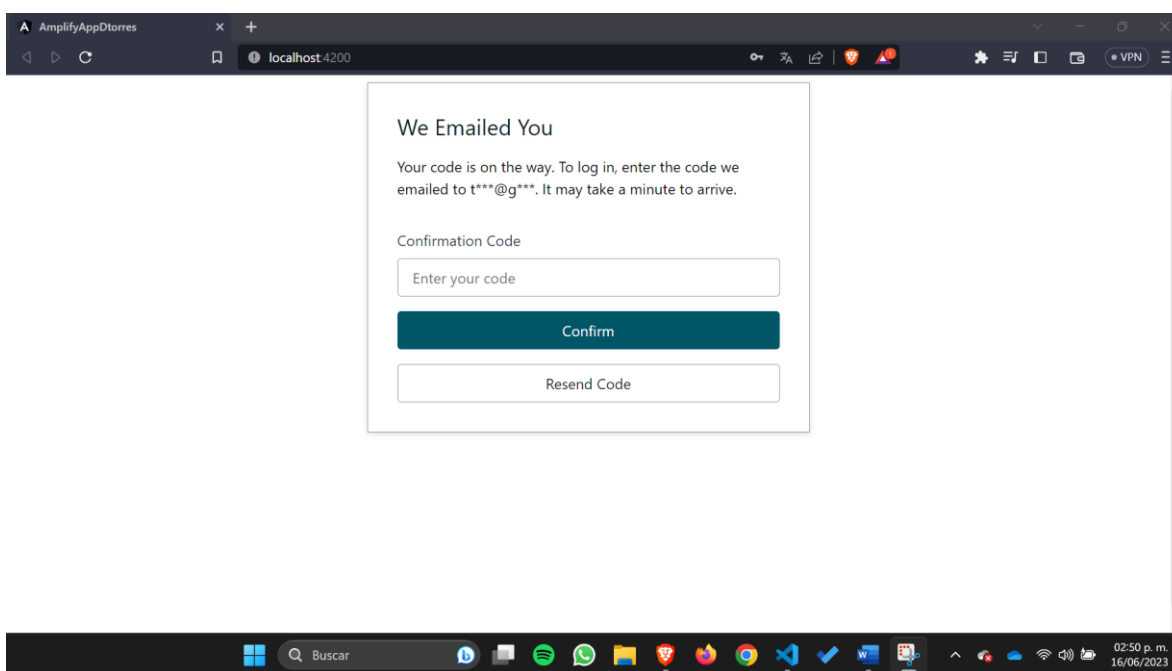 AmplifyAppDtorres
localhost:4200
VPN
We Emailed You
Your code is on the way. To log in, enter the code we
emailed to t***@g***. It may take a minute to arrive.
Confirmation Code
Enter your code
Confirm
Resend Code
Buscar
02:50 p. m.
16/06/2023